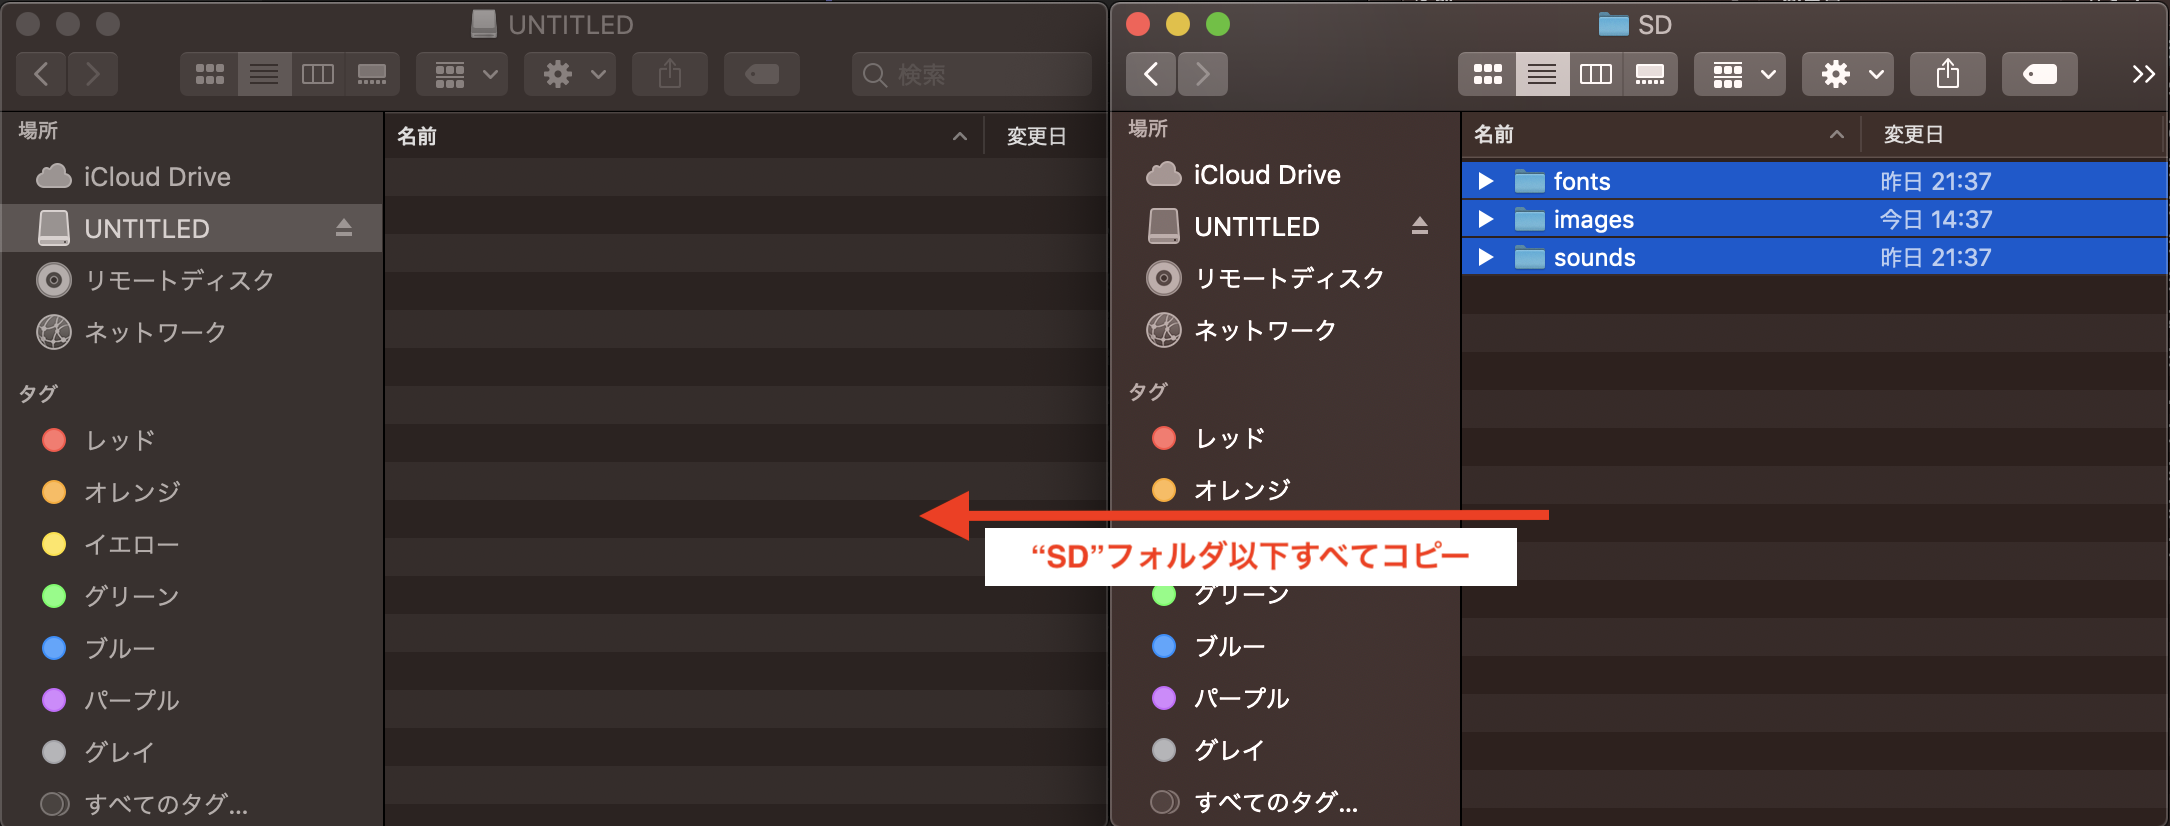 UNTITLED
検索
場所
iCloud Drive
UNTITLED
リモートディスク
ネットワーク
タグ
レッド
オレンジ
イエロー
グリーン
ブルー
パープル
グレイ
すべてのタグ...
名前
変更日
SD
場所
iCloud Drive
UNTITLED
リモートディスク
ネットワーク
タグ
レッド
オレンジ
グリーン
ブルー
パープル
グレイ
すべてのタグ...
名前 変更日
fonts 昨日 21:37
images 今日 14:37
sounds 昨日 21:37
“SD”フォルダ以下すべてコピー